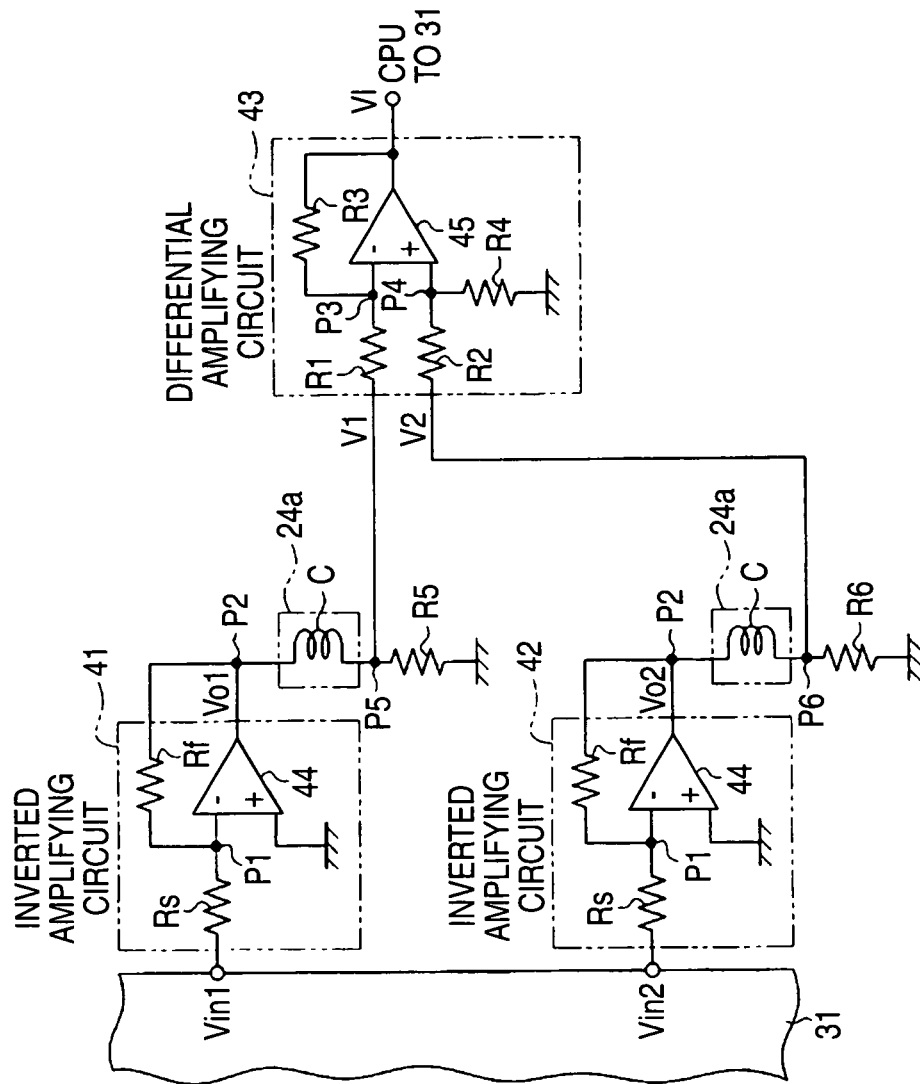 INVERTED
AMPLIFYING
CIRCUIT
41
Rs
P1
Rf
-
+
44
Vo1
P2
24a
C
P5
R5
Vin1
INVERTED
AMPLIFYING
CIRCUIT
42
Rs
P1
Rf
-
+
44
Vo2
P2
24a
C
P6
R6
Vin2
31
DIFFERENTIAL
AMPLIFYING
CIRCUIT
43
V1
V2
R1
R2
P3
P4
R3
-
+
45
R4
VI
CPU
TO 31